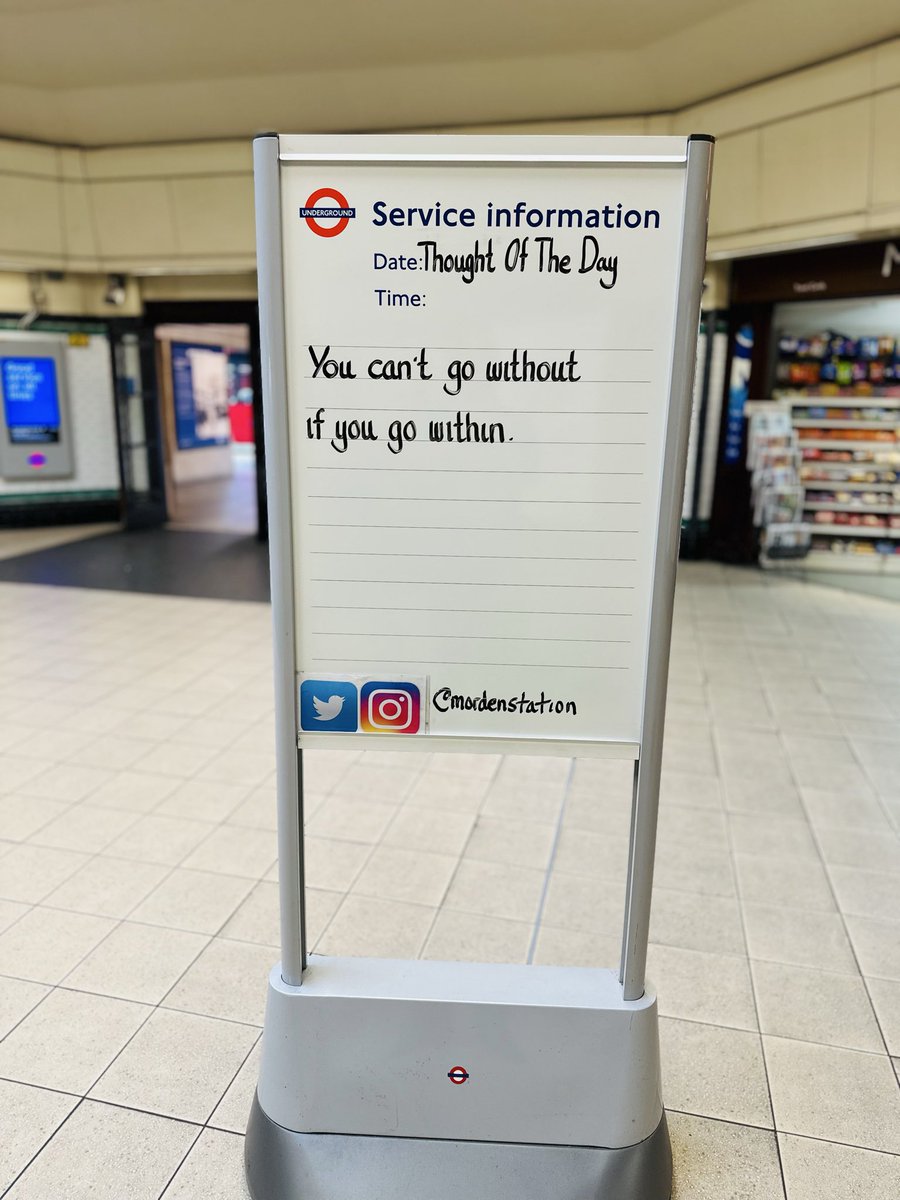 UNDERGROUND
Service information
Date: Thought Of The Day
Time:
You can't go without
if you go within.
@mordenstation